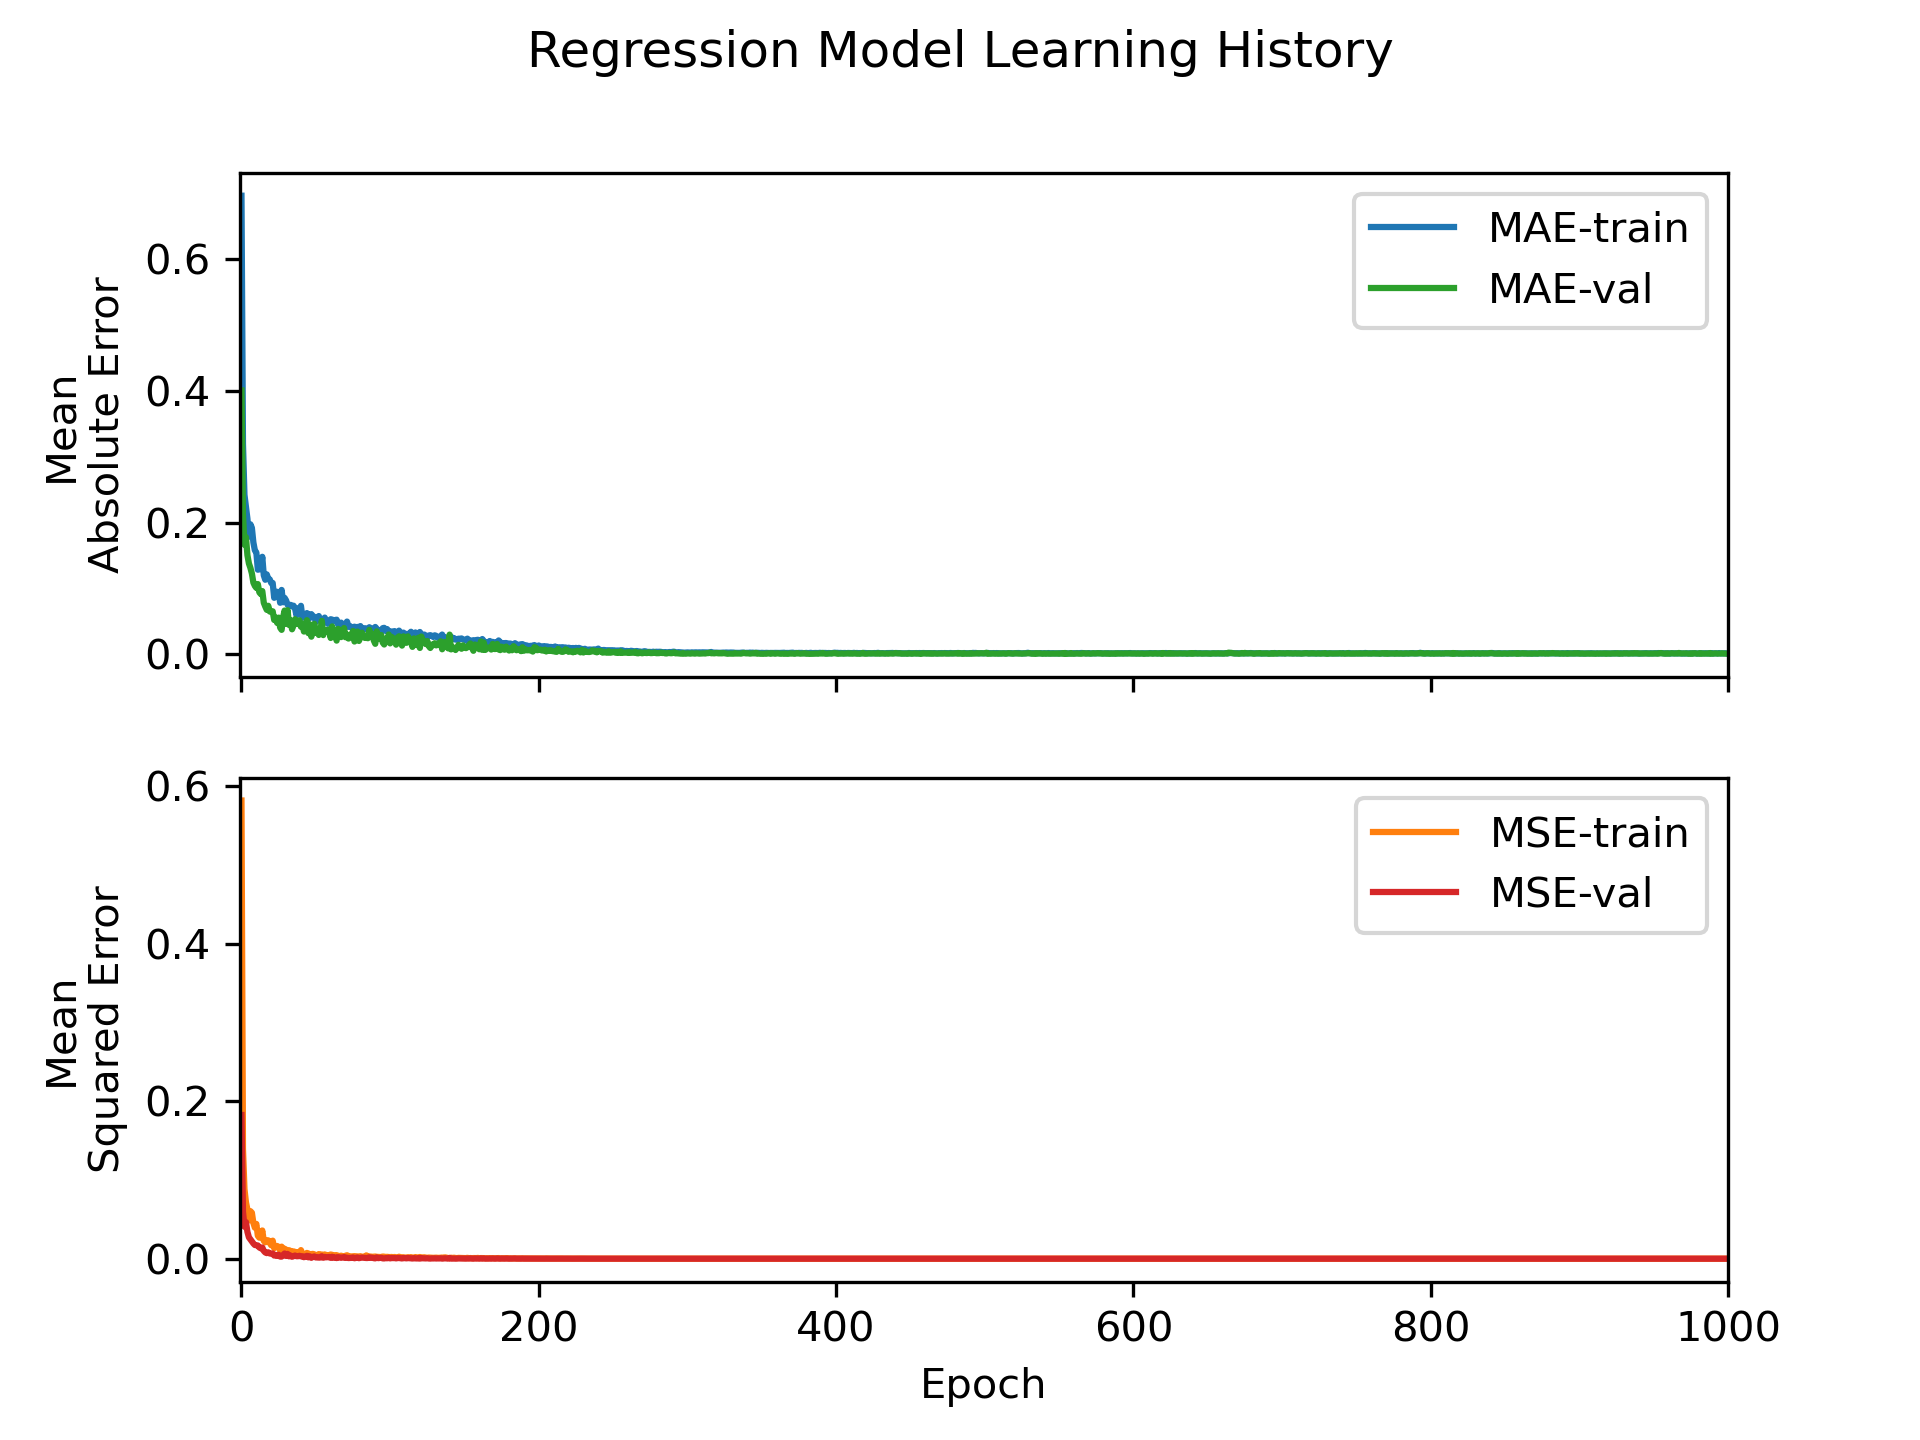 Regression Model Learning History
Mean
Absolute Error
0.6
0.4
0.2
0.0
MAE-train
MAE-val
Mean
Squared Error
0.6
0.4
0.2
0.0
MSE-train
MSE-val
0 200 400 600 800 1000
Epoch